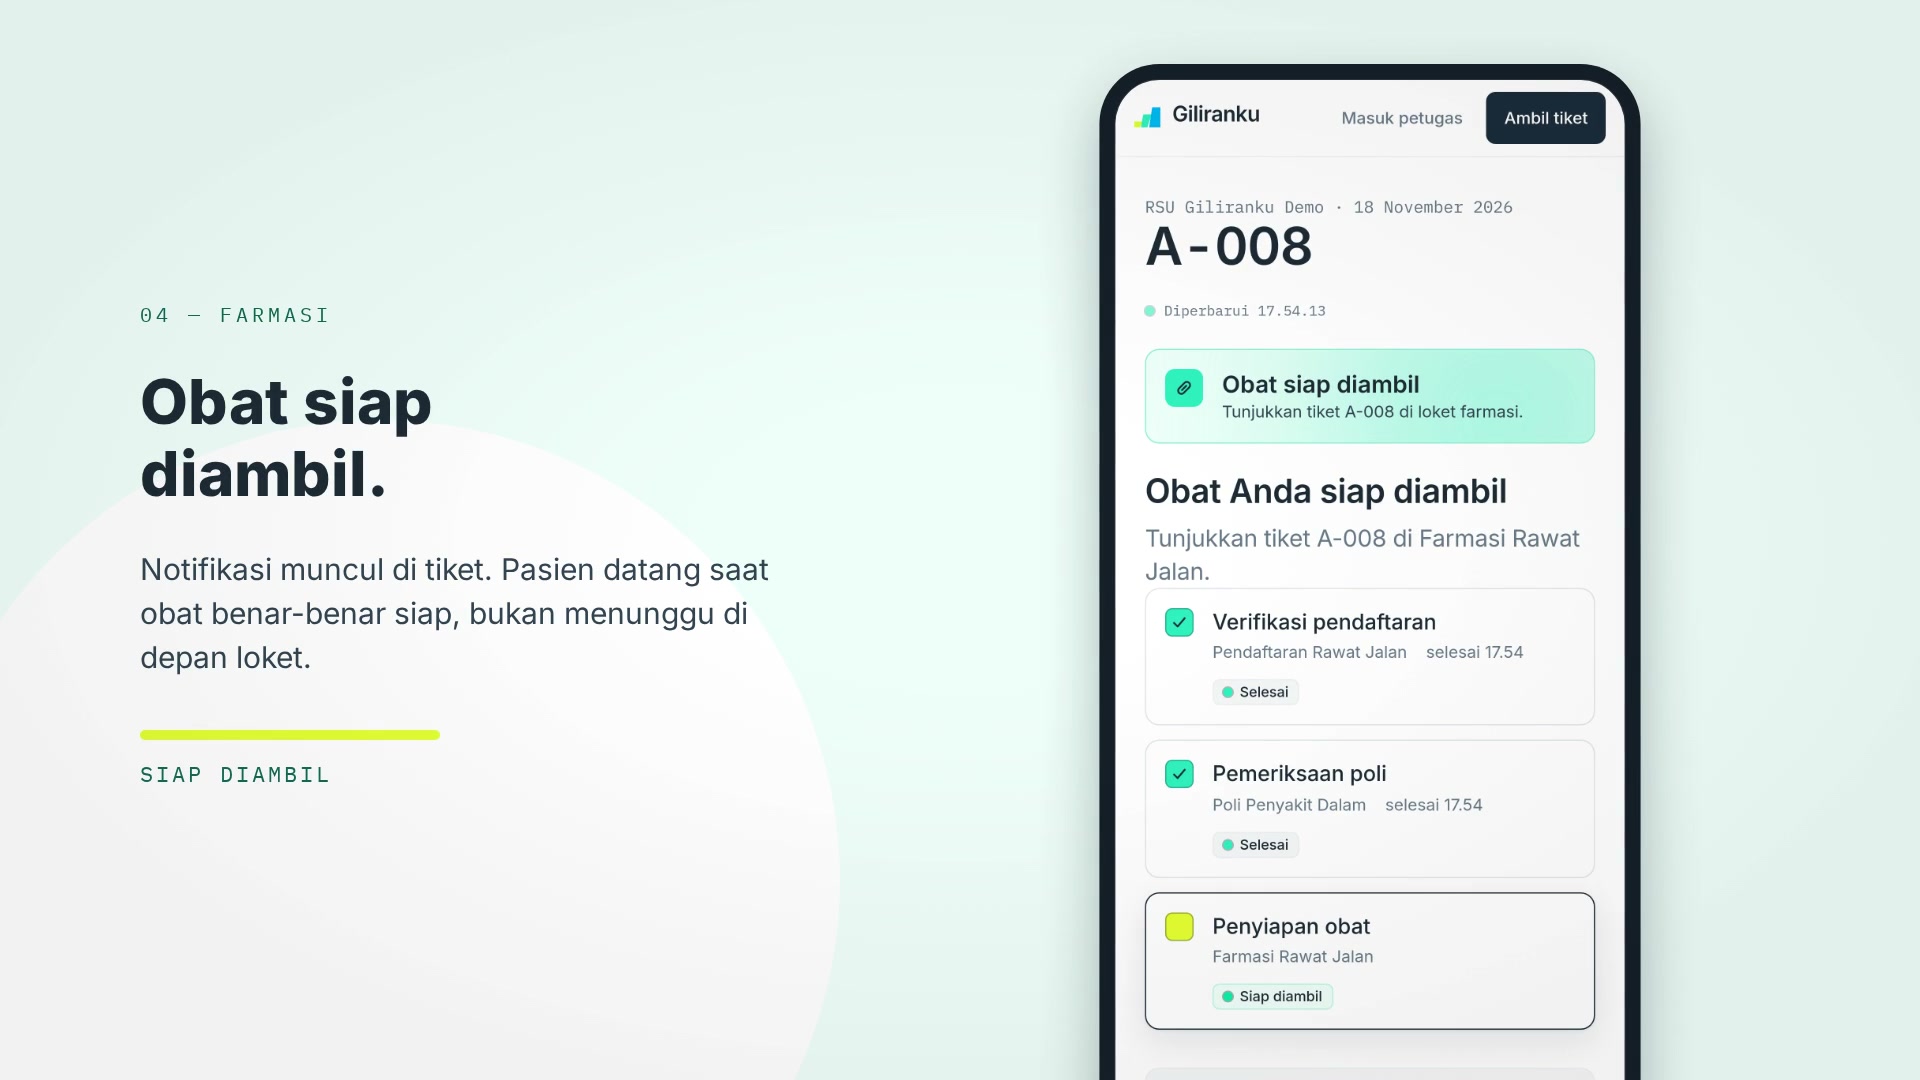 04 — FARMASI
Obat siap
diambil.
Notifikasi muncul di tiket. Pasien datang saat
obat benar-benar siap, bukan menunggu di
depan loket.
SIAP DIAMBIL
Giliranku
Masuk petugas
Ambil tiket
RSU Giliranku Demo · 18 November 2026
A-008
Diperbarui 17.54.13
Obat siap diambil
Tunjukkan tiket A-008 di loket farmasi.
Obat Anda siap diambil
Tunjukkan tiket A-008 di Farmasi Rawat
Jalan.
Verifikasi pendaftaran
Pendaftaran Rawat Jalan selesai 17.54
Selesai
Pemeriksaan poli
Poli Penyakit Dalam selesai 17.54
Selesai
Penyiapan obat
Farmasi Rawat Jalan
Siap diambil